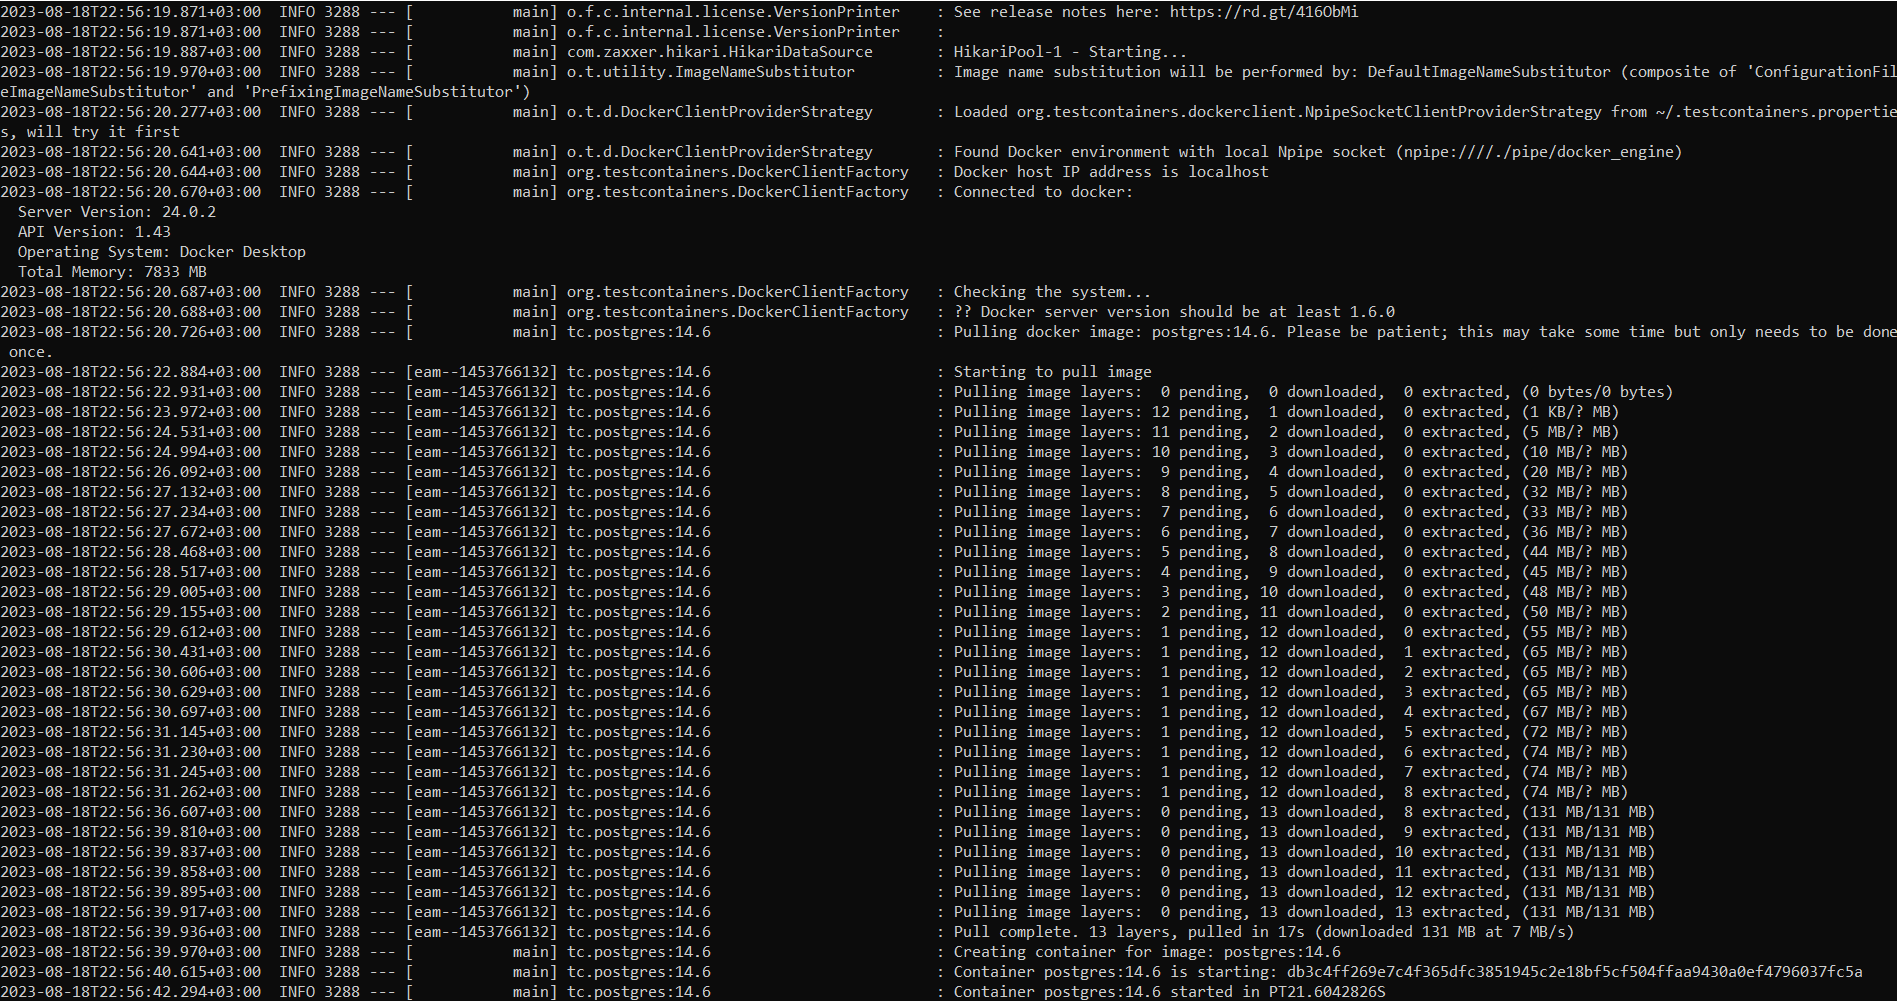 2023-08-18T22:56:19.871+03:00  INFO 3288 --- [           main] o.f.c.internal.license.VersionPrinter    : See release notes here: https://rd.gt/416ObMi
2023-08-18T22:56:19.871+03:00  INFO 3288 --- [           main] o.f.c.internal.license.VersionPrinter    :
2023-08-18T22:56:19.887+03:00  INFO 3288 --- [           main] com.zaxxer.hikari.HikariDataSource       : HikariPool-1 - Starting...
2023-08-18T22:56:19.970+03:00  INFO 3288 --- [           main] o.t.utility.ImageNameSubstitutor         : Image name substitution will be performed by: DefaultImageNameSubstitutor (composite of 'ConfigurationFil
eImageNameSubstitutor' and 'PrefixingImageNameSubstitutor')
2023-08-18T22:56:20.277+03:00  INFO 3288 --- [           main] o.t.d.DockerClientProviderStrategy       : Loaded org.testcontainers.dockerclient.NpipeSocketClientProviderStrategy from ~/.testcontainers.propertie
s, will try it first
2023-08-18T22:56:20.641+03:00  INFO 3288 --- [           main] o.t.d.DockerClientProviderStrategy       : Found Docker environment with local Npipe socket (npipe:////./pipe/docker_engine)
2023-08-18T22:56:20.644+03:00  INFO 3288 --- [           main] org.testcontainers.DockerClientFactory   : Docker host IP address is localhost
2023-08-18T22:56:20.670+03:00  INFO 3288 --- [           main] org.testcontainers.DockerClientFactory   : Connected to docker:
  Server Version: 24.0.2
  API Version: 1.43
  Operating System: Docker Desktop
  Total Memory: 7833 MB
2023-08-18T22:56:20.687+03:00  INFO 3288 --- [           main] org.testcontainers.DockerClientFactory   : Checking the system...
2023-08-18T22:56:20.688+03:00  INFO 3288 --- [           main] org.testcontainers.DockerClientFactory   : ?? Docker server version should be at least 1.6.0
2023-08-18T22:56:20.726+03:00  INFO 3288 --- [           main] tc.postgres:14.6                         : Pulling docker image: postgres:14.6. Please be patient; this may take some time but only needs to be done
 once.
2023-08-18T22:56:22.884+03:00  INFO 3288 --- [eam--1453766132] tc.postgres:14.6                         : Starting to pull image
2023-08-18T22:56:22.931+03:00  INFO 3288 --- [eam--1453766132] tc.postgres:14.6                         : Pulling image layers:  0 pending,  0 downloaded,  0 extracted, (0 bytes/0 bytes)
2023-08-18T22:56:23.972+03:00  INFO 3288 --- [eam--1453766132] tc.postgres:14.6                         : Pulling image layers: 12 pending,  1 downloaded,  0 extracted, (1 KB/? MB)
2023-08-18T22:56:24.531+03:00  INFO 3288 --- [eam--1453766132] tc.postgres:14.6                         : Pulling image layers: 11 pending,  2 downloaded,  0 extracted, (5 MB/? MB)
2023-08-18T22:56:24.994+03:00  INFO 3288 --- [eam--1453766132] tc.postgres:14.6                         : Pulling image layers: 10 pending,  3 downloaded,  0 extracted, (10 MB/? MB)
2023-08-18T22:56:26.092+03:00  INFO 3288 --- [eam--1453766132] tc.postgres:14.6                         : Pulling image layers:  9 pending,  4 downloaded,  0 extracted, (20 MB/? MB)
2023-08-18T22:56:27.132+03:00  INFO 3288 --- [eam--1453766132] tc.postgres:14.6                         : Pulling image layers:  8 pending,  5 downloaded,  0 extracted, (32 MB/? MB)
2023-08-18T22:56:27.234+03:00  INFO 3288 --- [eam--1453766132] tc.postgres:14.6                         : Pulling image layers:  7 pending,  6 downloaded,  0 extracted, (33 MB/? MB)
2023-08-18T22:56:27.672+03:00  INFO 3288 --- [eam--1453766132] tc.postgres:14.6                         : Pulling image layers:  6 pending,  7 downloaded,  0 extracted, (36 MB/? MB)
2023-08-18T22:56:28.468+03:00  INFO 3288 --- [eam--1453766132] tc.postgres:14.6                         : Pulling image layers:  5 pending,  8 downloaded,  0 extracted, (44 MB/? MB)
2023-08-18T22:56:28.517+03:00  INFO 3288 --- [eam--1453766132] tc.postgres:14.6                         : Pulling image layers:  4 pending,  9 downloaded,  0 extracted, (45 MB/? MB)
2023-08-18T22:56:29.005+03:00  INFO 3288 --- [eam--1453766132] tc.postgres:14.6                         : Pulling image layers:  3 pending, 10 downloaded,  0 extracted, (48 MB/? MB)
2023-08-18T22:56:29.155+03:00  INFO 3288 --- [eam--1453766132] tc.postgres:14.6                         : Pulling image layers:  2 pending, 11 downloaded,  0 extracted, (50 MB/? MB)
2023-08-18T22:56:29.612+03:00  INFO 3288 --- [eam--1453766132] tc.postgres:14.6                         : Pulling image layers:  1 pending, 12 downloaded,  0 extracted, (55 MB/? MB)
2023-08-18T22:56:30.431+03:00  INFO 3288 --- [eam--1453766132] tc.postgres:14.6                         : Pulling image layers:  1 pending, 12 downloaded,  1 extracted, (65 MB/? MB)
2023-08-18T22:56:30.606+03:00  INFO 3288 --- [eam--1453766132] tc.postgres:14.6                         : Pulling image layers:  1 pending, 12 downloaded,  2 extracted, (65 MB/? MB)
2023-08-18T22:56:30.629+03:00  INFO 3288 --- [eam--1453766132] tc.postgres:14.6                         : Pulling image layers:  1 pending, 12 downloaded,  3 extracted, (65 MB/? MB)
2023-08-18T22:56:30.697+03:00  INFO 3288 --- [eam--1453766132] tc.postgres:14.6                         : Pulling image layers:  1 pending, 12 downloaded,  4 extracted, (67 MB/? MB)
2023-08-18T22:56:31.145+03:00  INFO 3288 --- [eam--1453766132] tc.postgres:14.6                         : Pulling image layers:  1 pending, 12 downloaded,  5 extracted, (72 MB/? MB)
2023-08-18T22:56:31.230+03:00  INFO 3288 --- [eam--1453766132] tc.postgres:14.6                         : Pulling image layers:  1 pending, 12 downloaded,  6 extracted, (74 MB/? MB)
2023-08-18T22:56:31.245+03:00  INFO 3288 --- [eam--1453766132] tc.postgres:14.6                         : Pulling image layers:  1 pending, 12 downloaded,  7 extracted, (74 MB/? MB)
2023-08-18T22:56:31.262+03:00  INFO 3288 --- [eam--1453766132] tc.postgres:14.6                         : Pulling image layers:  1 pending, 12 downloaded,  8 extracted, (74 MB/? MB)
2023-08-18T22:56:36.607+03:00  INFO 3288 --- [eam--1453766132] tc.postgres:14.6                         : Pulling image layers:  0 pending, 13 downloaded,  8 extracted, (131 MB/131 MB)
2023-08-18T22:56:39.810+03:00  INFO 3288 --- [eam--1453766132] tc.postgres:14.6                         : Pulling image layers:  0 pending, 13 downloaded,  9 extracted, (131 MB/131 MB)
2023-08-18T22:56:39.837+03:00  INFO 3288 --- [eam--1453766132] tc.postgres:14.6                         : Pulling image layers:  0 pending, 13 downloaded, 10 extracted, (131 MB/131 MB)
2023-08-18T22:56:39.858+03:00  INFO 3288 --- [eam--1453766132] tc.postgres:14.6                         : Pulling image layers:  0 pending, 13 downloaded, 11 extracted, (131 MB/131 MB)
2023-08-18T22:56:39.895+03:00  INFO 3288 --- [eam--1453766132] tc.postgres:14.6                         : Pulling image layers:  0 pending, 13 downloaded, 12 extracted, (131 MB/131 MB)
2023-08-18T22:56:39.917+03:00  INFO 3288 --- [eam--1453766132] tc.postgres:14.6                         : Pulling image layers:  0 pending, 13 downloaded, 13 extracted, (131 MB/131 MB)
2023-08-18T22:56:39.936+03:00  INFO 3288 --- [eam--1453766132] tc.postgres:14.6                         : Pull complete. 13 layers, pulled in 17s (downloaded 131 MB at 7 MB/s)
2023-08-18T22:56:39.970+03:00  INFO 3288 --- [           main] tc.postgres:14.6                         : Creating container for image: postgres:14.6
2023-08-18T22:56:40.615+03:00  INFO 3288 --- [           main] tc.postgres:14.6                         : Container postgres:14.6 is starting: db3c4ff269e7c4f365dfc3851945c2e18bf5cf504ffaa9430a0ef4796037fc5a
2023-08-18T22:56:42.294+03:00  INFO 3288 --- [           main] tc.postgres:14.6                         : Container postgres:14.6 started in PT21.6042826S